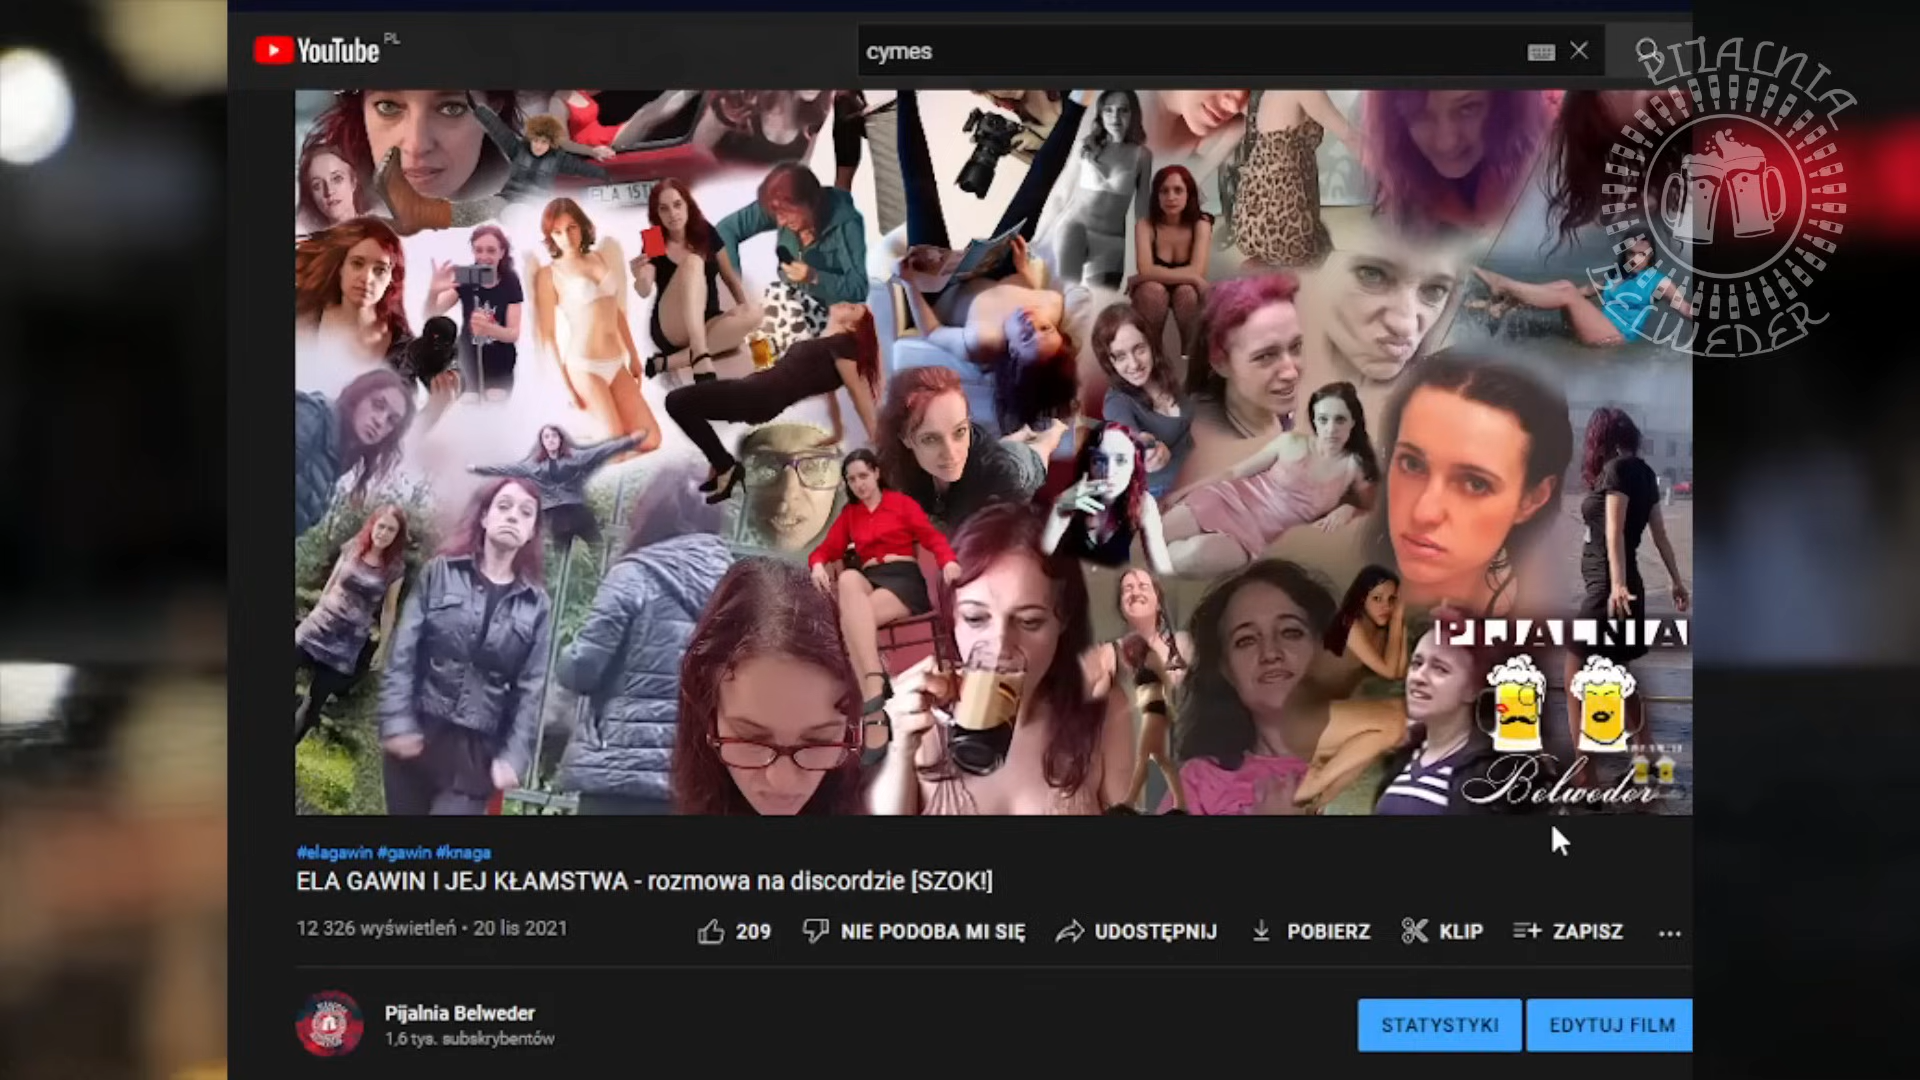 YouTube PL
cymes
PIJALNIA
BELWEDER
PIJALNIA
Belweder
#elagawin #gawin #knaga
ELA GAWIN I JEJ KŁAMSTWA - rozmowa na discordzie [SZOK!]
12 326 wyświetleń • 20 lis 2021
209 NIE PODOBA MI SIĘ UDOSTĘPNIJ POBIERZ KLIP ZAPISZ ...
Pijalnia Belweder
1,6 tys. subskrybentów
STATYSTYKI EDYTUJ FILM